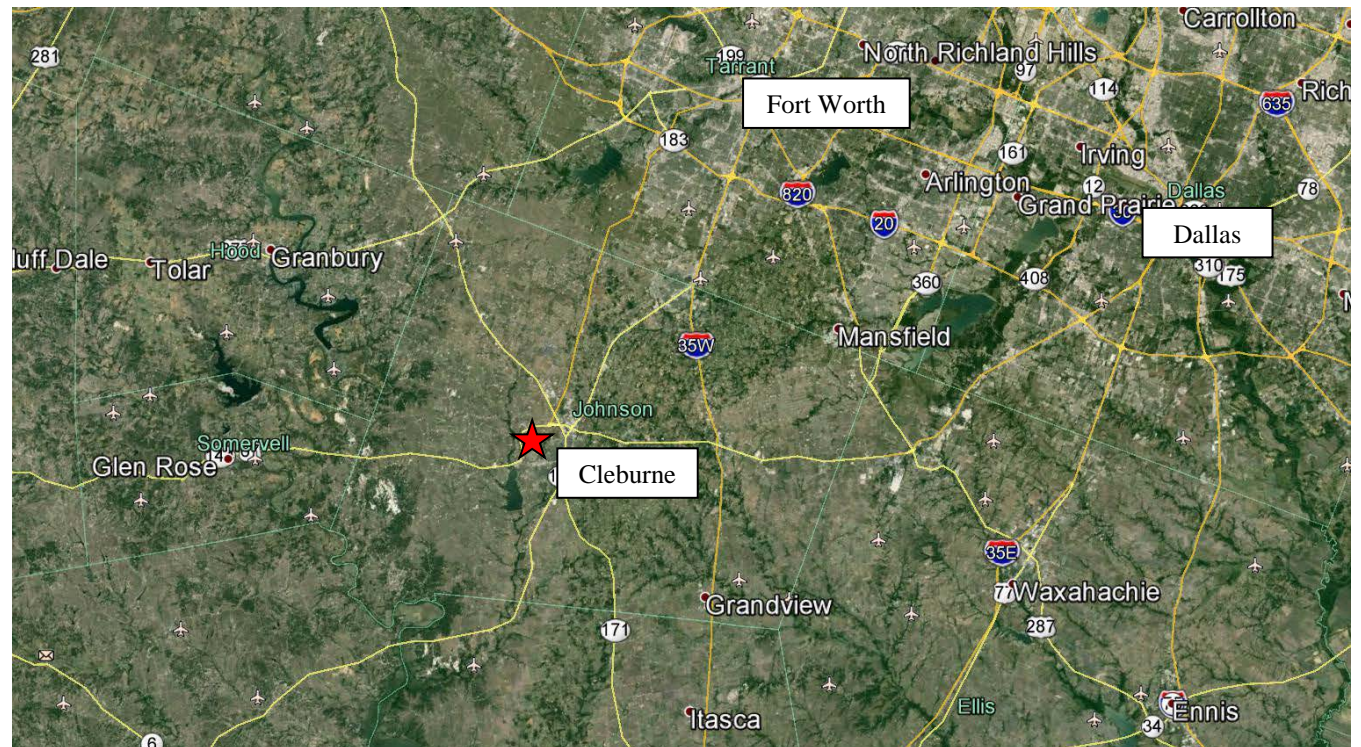 Carrollton
281
199
North Richland Hills
Tarrant
97
114
Fort Worth
635
Rich
183
161
Irving
820
Arlington
12
Dallas
78
Grand Prairie
20
Dallas
Hood
Granbury
luff Dale
Tolar
310
175
360
408
M
Mansfield
35W
Johnson
Somervell
Glen Rose
Cleburne
35E
77
Waxahachie
Grandview
171
287
Itasca
Ellis
Ennis
34
6